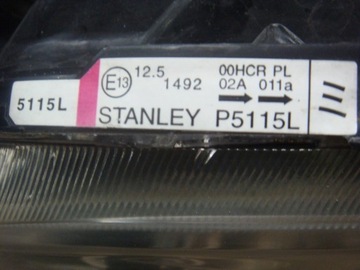 5115L
E13 12.5 1492 00HCR PL
02A 011a
STANLEY P5115L